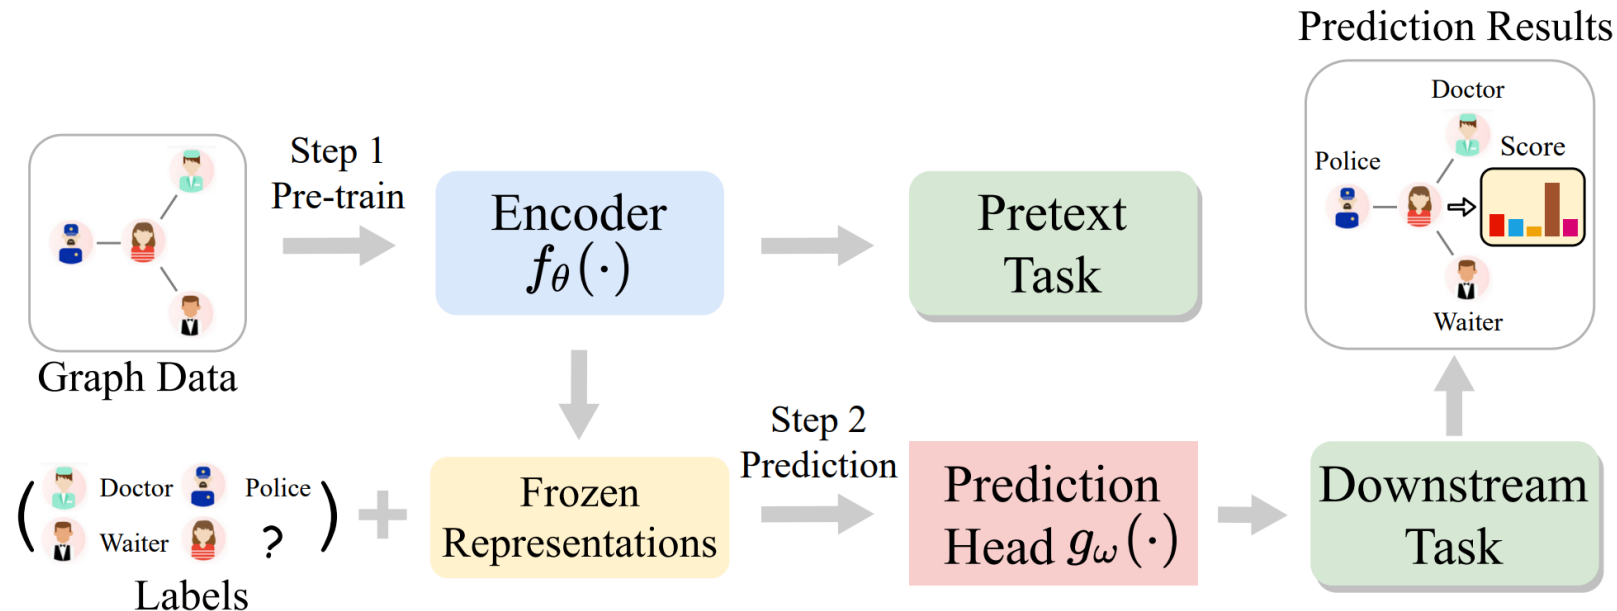 Prediction Results
Doctor
Score
Police
Waiter
Step 1
Pre-train
Encoder
fθ(·)
Pretext
Task
Graph Data
Step 2
Prediction
( Doctor Police
Waiter ? )
+
Labels
Frozen
Representations
Prediction
Head gω(·)
Downstream
Task